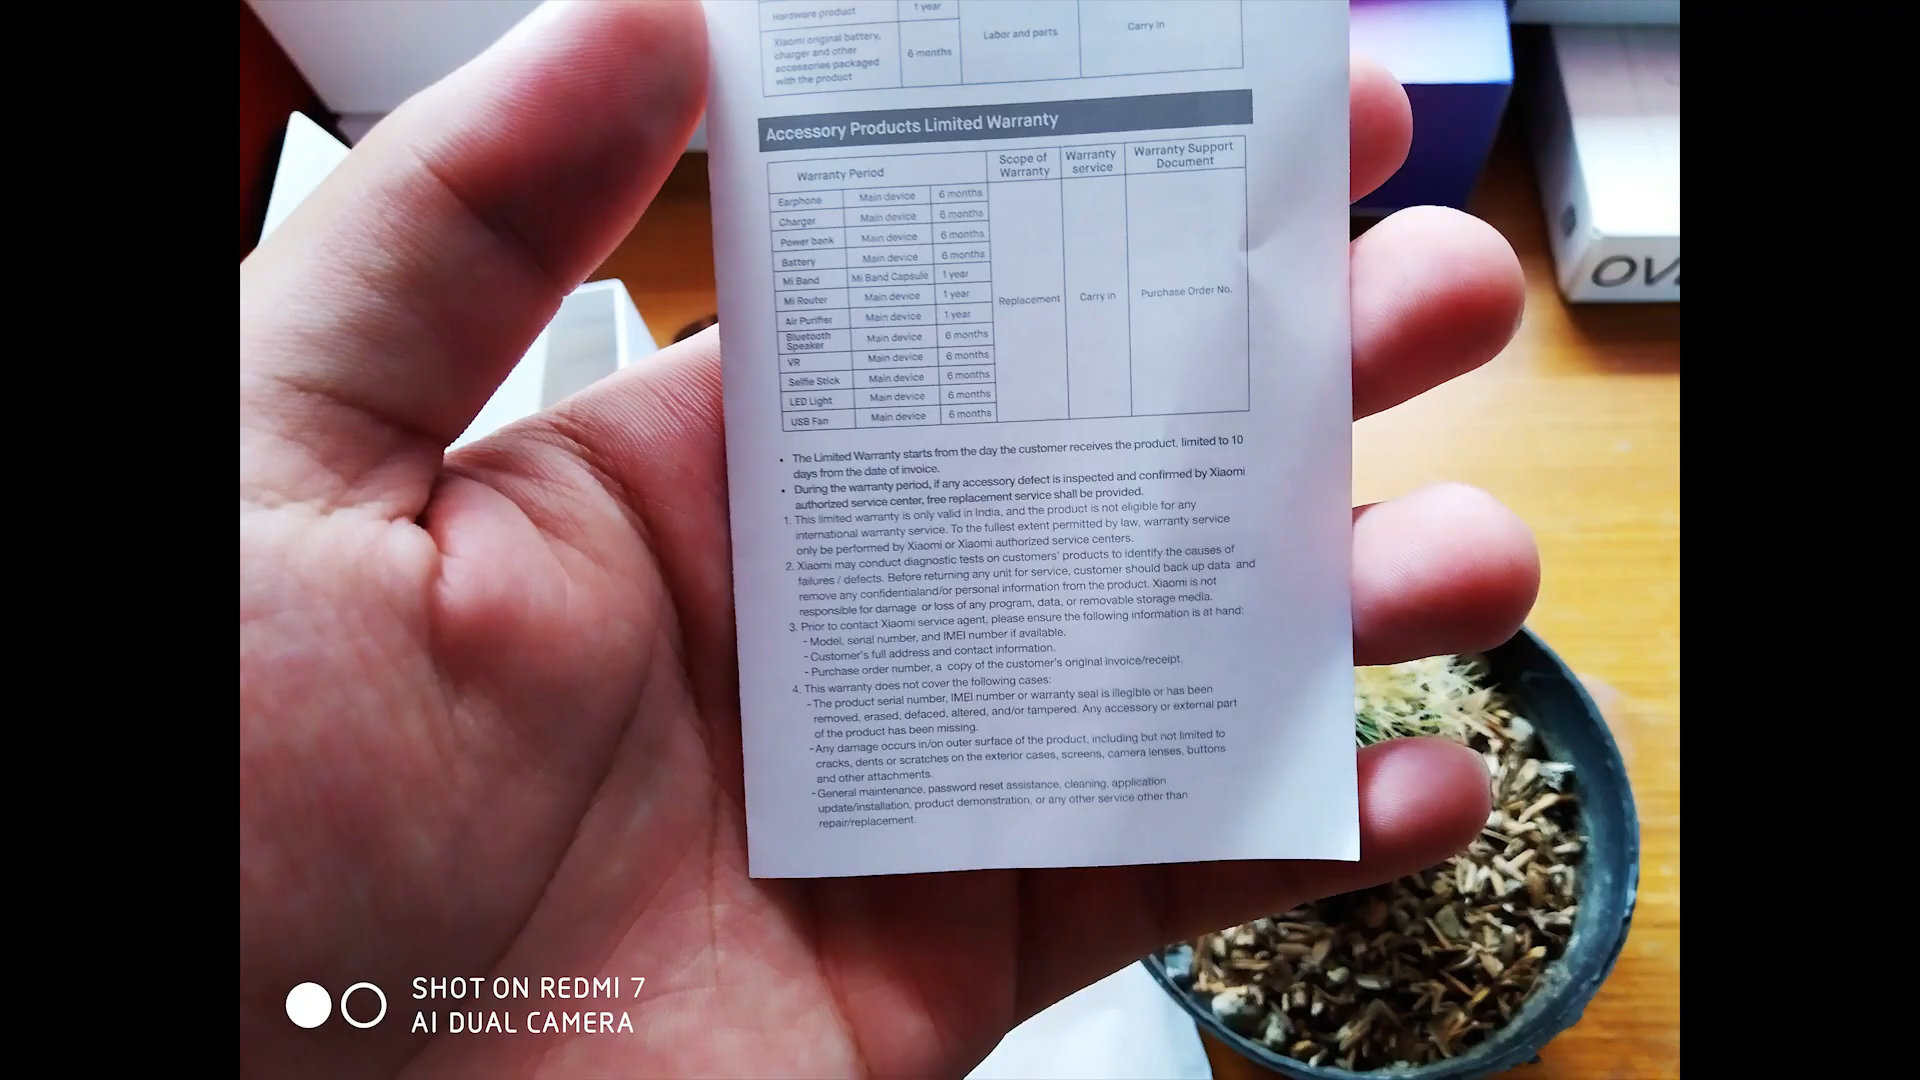 Hardware product 1 year
Labor and parts Carry in
Xiaomi original battery,
charger and other
accessories packaged
with the product
6 months
Accessory Products Limited Warranty
Warranty Period Scope of Warranty Warranty service Warranty Support Document
Earphone Main device 6 months
Charger Main device 6 months
Power bank Main device 6 months
Battery Main device 6 months
Mi Band Mi Band Capsule 1 year
Mi Router Main device 1 year
Replacement Carry in Purchase Order No.
Air Purifier Main device 1 year
Bluetooth Speaker Main device 6 months
VR Main device 6 months
Selfie Stick Main device 6 months
LED Light Main device 6 months
USB Fan Main device 6 months
• The Limited Warranty starts from the day the customer receives the product, limited to 10
days from the date of invoice.
• During the warranty period, if any accessory defect is inspected and confirmed by Xiaomi
authorized service center, free replacement service shall be provided.
1. This limited warranty is only valid in India, and the product is not eligible for any
international warranty service. To the fullest extent permitted by law, warranty service
only be performed by Xiaomi or Xiaomi authorized service centers.
2. Xiaomi may conduct diagnostic tests on customers' products to identify the causes of
failures / defects. Before returning any unit for service, customer should back up data and
remove any confidentialand/or personal information from the product. Xiaomi is not
responsible for damage or loss of any program, data, or removable storage media.
3. Prior to contact Xiaomi service agent, please ensure the following information is at hand:
- Model, serial number, and IMEI number if available.
- Customer's full address and contact information.
- Purchase order number, a copy of the customer's original invoice/receipt.
4. This warranty does not cover the following cases:
- The product serial number, IMEI number or warranty seal is illegible or has been
removed, erased, defaced, altered, and/or tampered. Any accessory or external part
of the product has been missing.
- Any damage occurs in/on outer surface of the product, including but not limited to
cracks, dents or scratches on the exterior cases, screens, camera lenses, buttons
and other attachments.
- General maintenance, password reset assistance, cleaning, application
update/installation, product demonstration, or any other service other than
repair/replacement.
SHOT ON REDMI 7
AI DUAL CAMERA